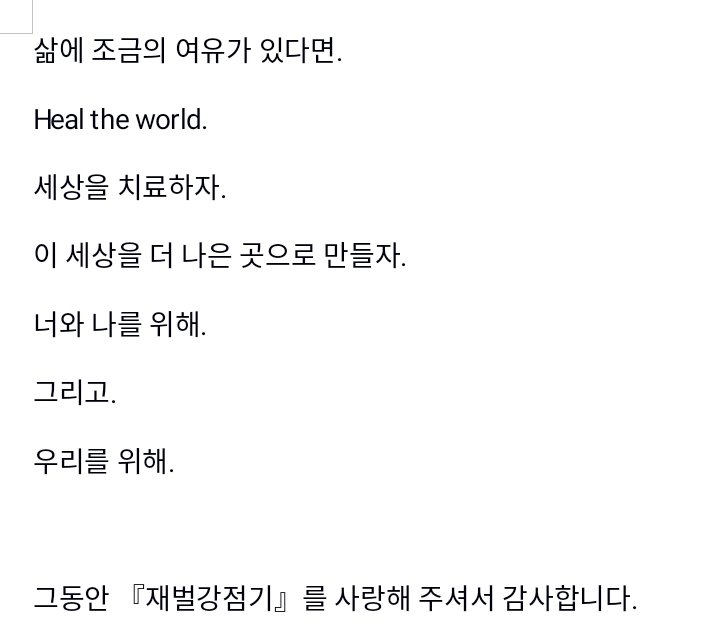 삶에 조금의 여유가 있다면.
Heal the world.
세상을 치료하자.
이 세상을 더 나은 곳으로 만들자.
너와 나를 위해.
그리고.
우리를 위해.
그동안 『재벌강점기』를 사랑해 주셔서 감사합니다.